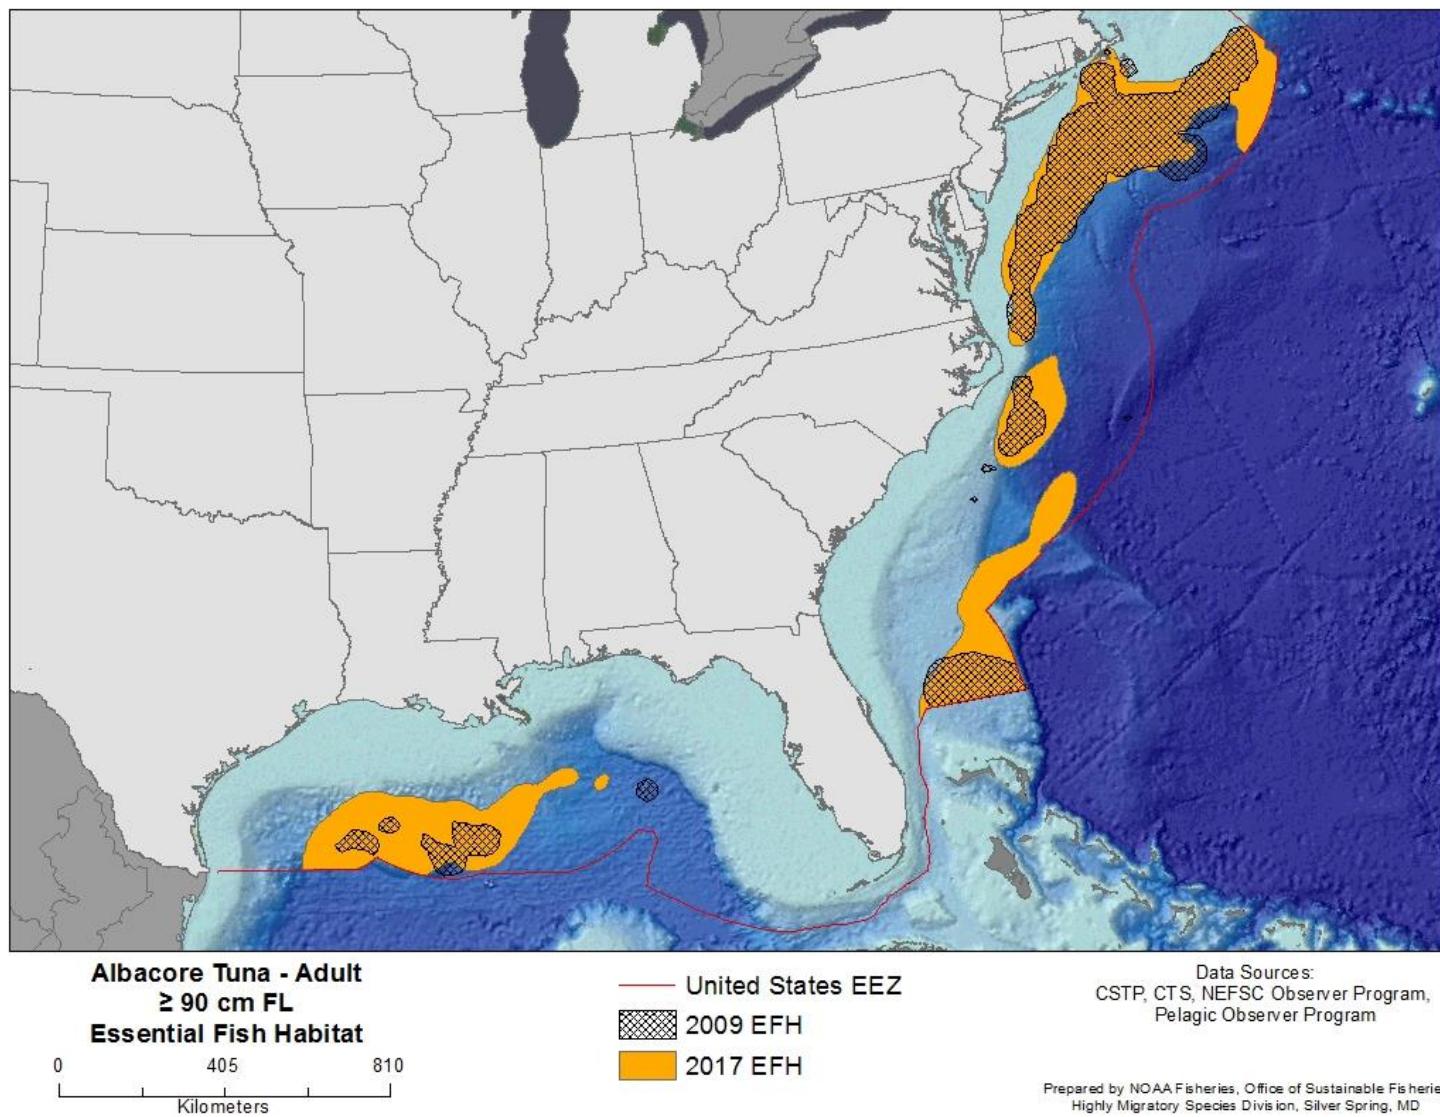 Albacore Tuna - Adult
≥ 90 cm FL
Essential Fish Habitat
0 405 810
Kilometers
United States EEZ
2009 EFH
2017 EFH
Data Sources:
CSTP, CTS, NEFSC Observer Program,
Pelagic Observer Program
Prepared by NOAA Fisheries, Office of Sustainable Fisherie
Highly Migratory Species Division, Silver Spring, MD